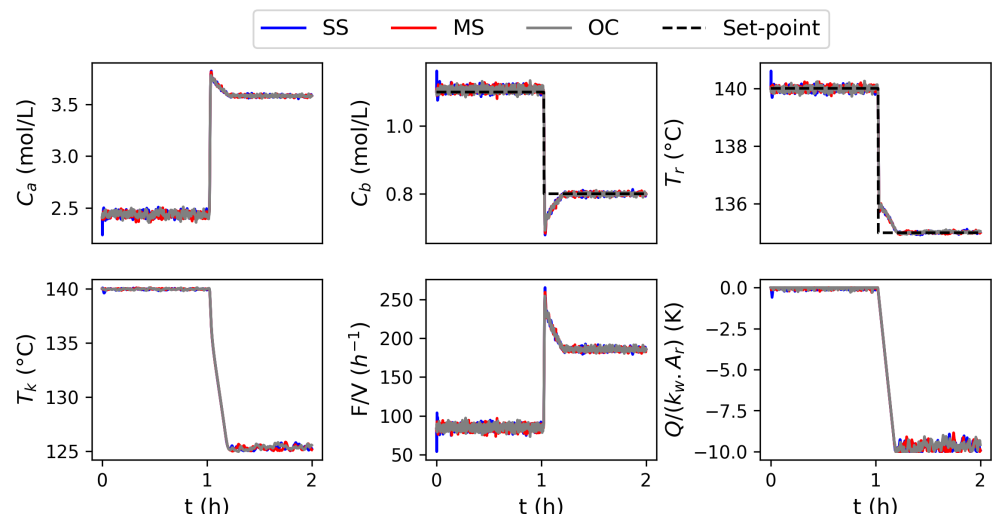 SS MS OC Set-point
C_a (mol/L)
3.5
3.0
2.5
C_b (mol/L)
1.0
0.8
T_r (°C)
140
138
136
T_k (°C)
140
135
130
125
0 1 2
t (h)
F/V (h⁻¹)
250
200
150
100
50
0 1 2
t (h)
Q/(k_w.A_r) (K)
0.0
−2.5
−5.0
−7.5
−10.0
0 1 2
t (h)